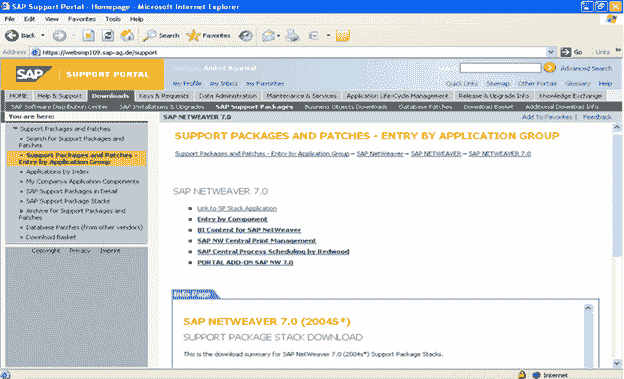 SAP Support Portal - Homepage - Microsoft Internet Explorer
File Edit View Favorites Tools Help
Back Search Favorites
Address https://websmp109.sap-ag.de/support Go Links
SAP SUPPORT PORTAL
Advanced Search
My Profile My Inbox My Favorites Quick Links Sitemap Other Portals Glossary Help
HOME Help & Support Downloads Keys & Requests Data Administration Maintenance & Services Application Life-Cycle Management Release & Upgrade Info Knowledge Exchange
SAP Software Distribution Center SAP Installations & Upgrades SAP Support Packages Business Objects Downloads Database Patches Download Basket Additional Download Info
You are here: SAP NETWEAVER 7.0 Add To Favorites Feedback
Support Packages and Patches
Search for Support Packages and
Patches
Support Packages and Patches -
Entry by Application Group
Applications by Index
My Companys Application Components
SAP Support Packages in Detail
SAP Support Package Stacks
Archive for Support Packages and
Patches
Database Patches (from other vendors)
Download Basket
Copyright Privacy Imprint
SUPPORT PACKAGES AND PATCHES - ENTRY BY APPLICATION GROUP
Support Packages and Patches - Entry by Application Group → SAP NetWeaver → SAP NETWEAVER → SAP NETWEAVER 7.0
SAP NETWEAVER 7.0
Link to SP Stack Application
Entry by Component
BI Content for SAP NetWeaver
SAP NW Central Print Management
SAP Central Process Scheduling by Redwood
PORTAL ADD-ON SAP NW 7.0
SAP NETWEAVER 7.0 (2004S*)
SUPPORT PACKAGE STACK DOWNLOAD
This is the download summary for SAP NetWeaver 7.0 (2004s*) Support Package Stacks.
Internet